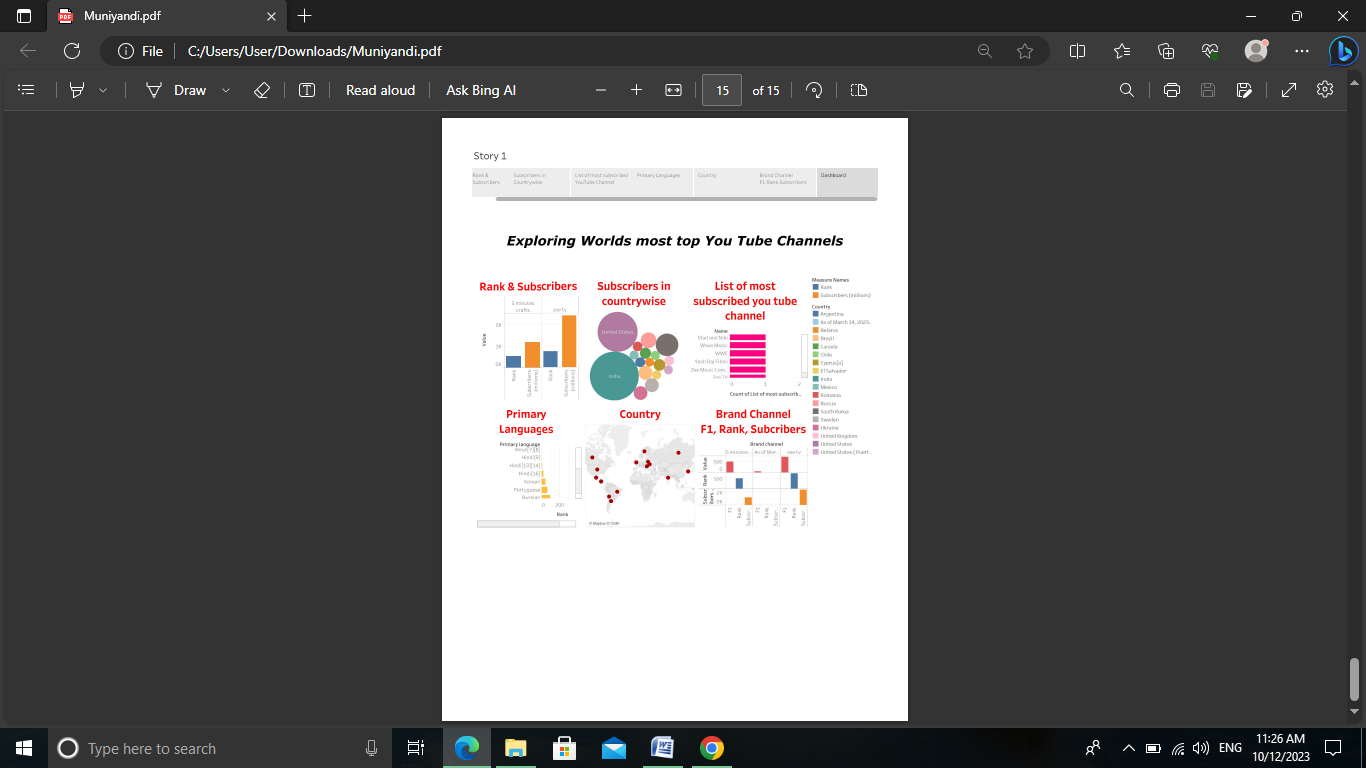 Muniyandi.pdf
File
C:/Users/User/Downloads/Muniyandi.pdf
Draw
Read aloud
Ask Bing AI
15 of 15
Story 1
Rank & Subscribers
Subscribers in Countrywise
List of most subscribed YouTube Channel
Primary Languages
Country
Brand Channel F1 Rank Subscribers
Dashboard
Exploring Worlds most top You Tube Channels
Rank & Subscribers
5 minutes crafts
zee tv
Value
2K
1K
0K
Rank
Subscribers (millions)
Rank
Subscribers (millions)
Subscribers in
countrywise
United States
India
List of most
subscribed you tube
channel
Name
Vlad and Niki
Wave Music
WWE
Yash Raj Films
Zee Music Com..
Zee TV
0 1 2
Count of List of most-subscrib..
Measure Names
Rank
Subscribers (millions)
Country
Argentina
As of March 14, 2023,..
Belarus
Brazil
Canada
Chile
Cyprus[a]
El Salvador
India
Mexico
Romania
Russia
South Korea
Sweden
Ukraine
United Kingdom
United States
United States ( Puert..
Primary
Languages
Primary language
Hindi[7][8]
Hindi[9]
Hindi[13][14]
Hindi[16]
Korean
Portuguese
Russian
0 200
Rank
Country
© Mapbox © OSM
Brand Channel
F1, Rank, Subcribers
Brand channel
5 minutes.. As of Mar.. zee tv
Value
500
0
Rank
500
Subscr ibers..
2K
0K
F1
Rank
Subscr..
F1
Rank
Subscr..
F1
Rank
Subscr..
Type here to search
ENG
11:26 AM
10/12/2023